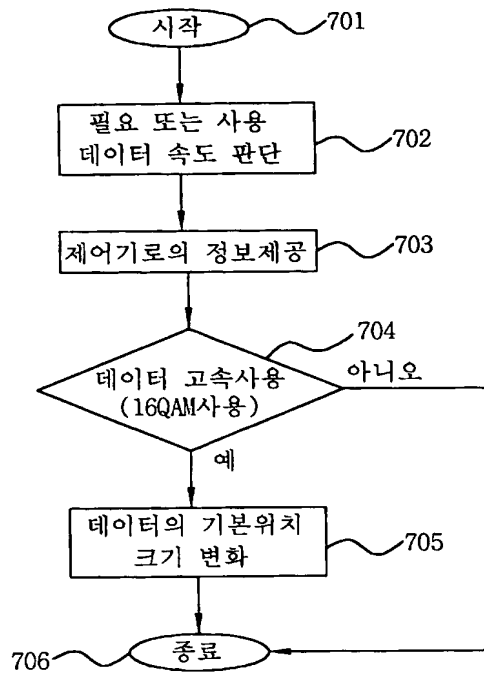 시작
701
필요 또는 사용
데이터 속도 판단
702
제어기로의 정보제공
703
704
데이터 고속사용
(16QAM사용)
아니오
예
데이터의 기본위치
크기 변화
705
종료
706